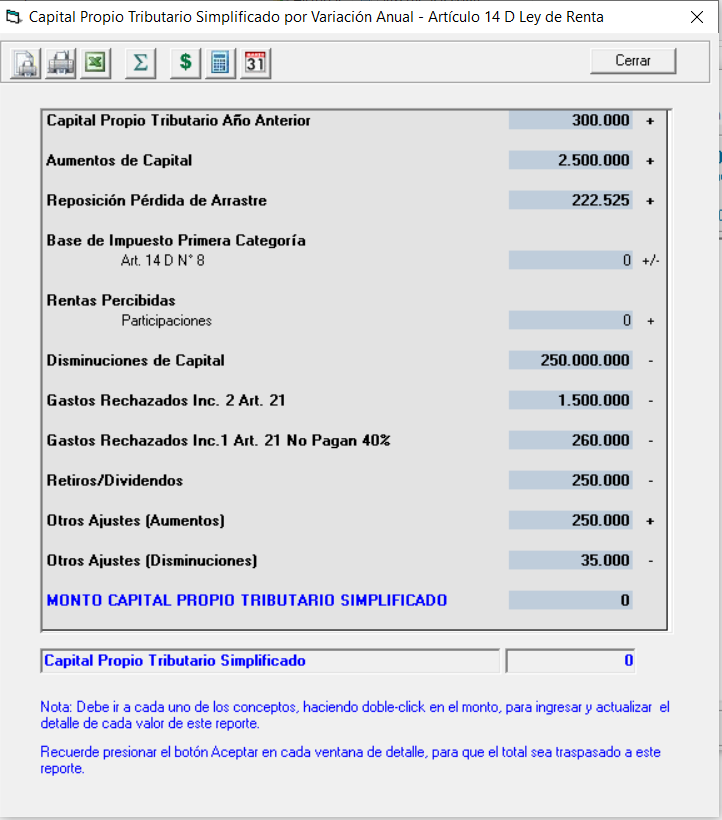 Capital Propio Tributario Simplificado por Variación Anual - Artículo 14 D Ley de Renta
Σ $ 31 Cerrar
Capital Propio Tributario Año Anterior 300.000 +
Aumentos de Capital 2.500.000 +
Reposición Pérdida de Arrastre 222.525 +
Base de Impuesto Primera Categoría
Art. 14 D N° 8 0 +/-
Rentas Percibidas
Participaciones 0 +
Disminuciones de Capital 250.000.000 -
Gastos Rechazados Inc. 2 Art. 21 1.500.000 -
Gastos Rechazados Inc.1 Art. 21 No Pagan 40% 260.000 -
Retiros/Dividendos 250.000 -
Otros Ajustes (Aumentos) 250.000 +
Otros Ajustes (Disminuciones) 35.000 -
MONTO CAPITAL PROPIO TRIBUTARIO SIMPLIFICADO 0
Capital Propio Tributario Simplificado 0
Nota: Debe ir a cada uno de los conceptos, haciendo doble-click en el monto, para ingresar y actualizar el
detalle de cada valor de este reporte.
Recuerde presionar el botón Aceptar en cada ventana de detalle, para que el total sea traspasado a este
reporte.